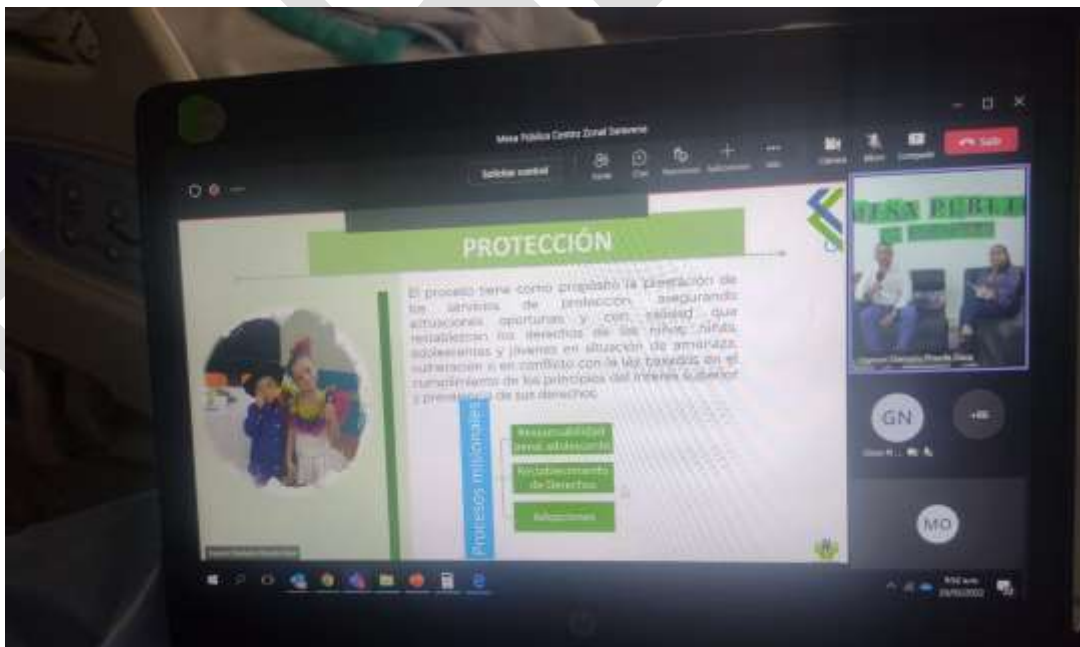 Mesa Pública Centro Zonal
Solicitar control
Salir
PROTECCIÓN
MESA PUBLI
El proceso tiene como propósito la prestación de
los servicios de protección, asegurando
actuaciones oportunas y con calidad que
restablezcan los derechos de los niños, niñas,
adolescentes y jóvenes en situación de amenaza,
vulneración o en conflicto con la ley basados en el
cumplimiento de los principios del interés superior
y prevalencia de sus derechos
Procesos misionales
Responsabilidad
penal adolescente
Restablecimiento
de Derechos
Adopciones
GN
+66
MO